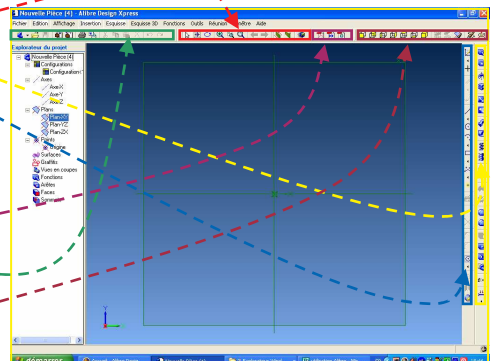 Nouvelle Pièce (4) - Alibre Design Xpress
Fichier Edition Affichage Insertion Esquisse Esquisse 3D Fonctions Outils Réunion Fenêtre Aide
Explorateur du projet
Nouvelle Pièce (4)
Configurations
Configuration
Axes
Axe-X
Axe-Y
Axe-Z
Plans
Plan-XY
Plan-YZ
Plan-ZX
Points
Origine
Surfaces
Graffitis
Vues en coupes
Fonctions
Arêtes
Faces
Sommets
Y
démarrer